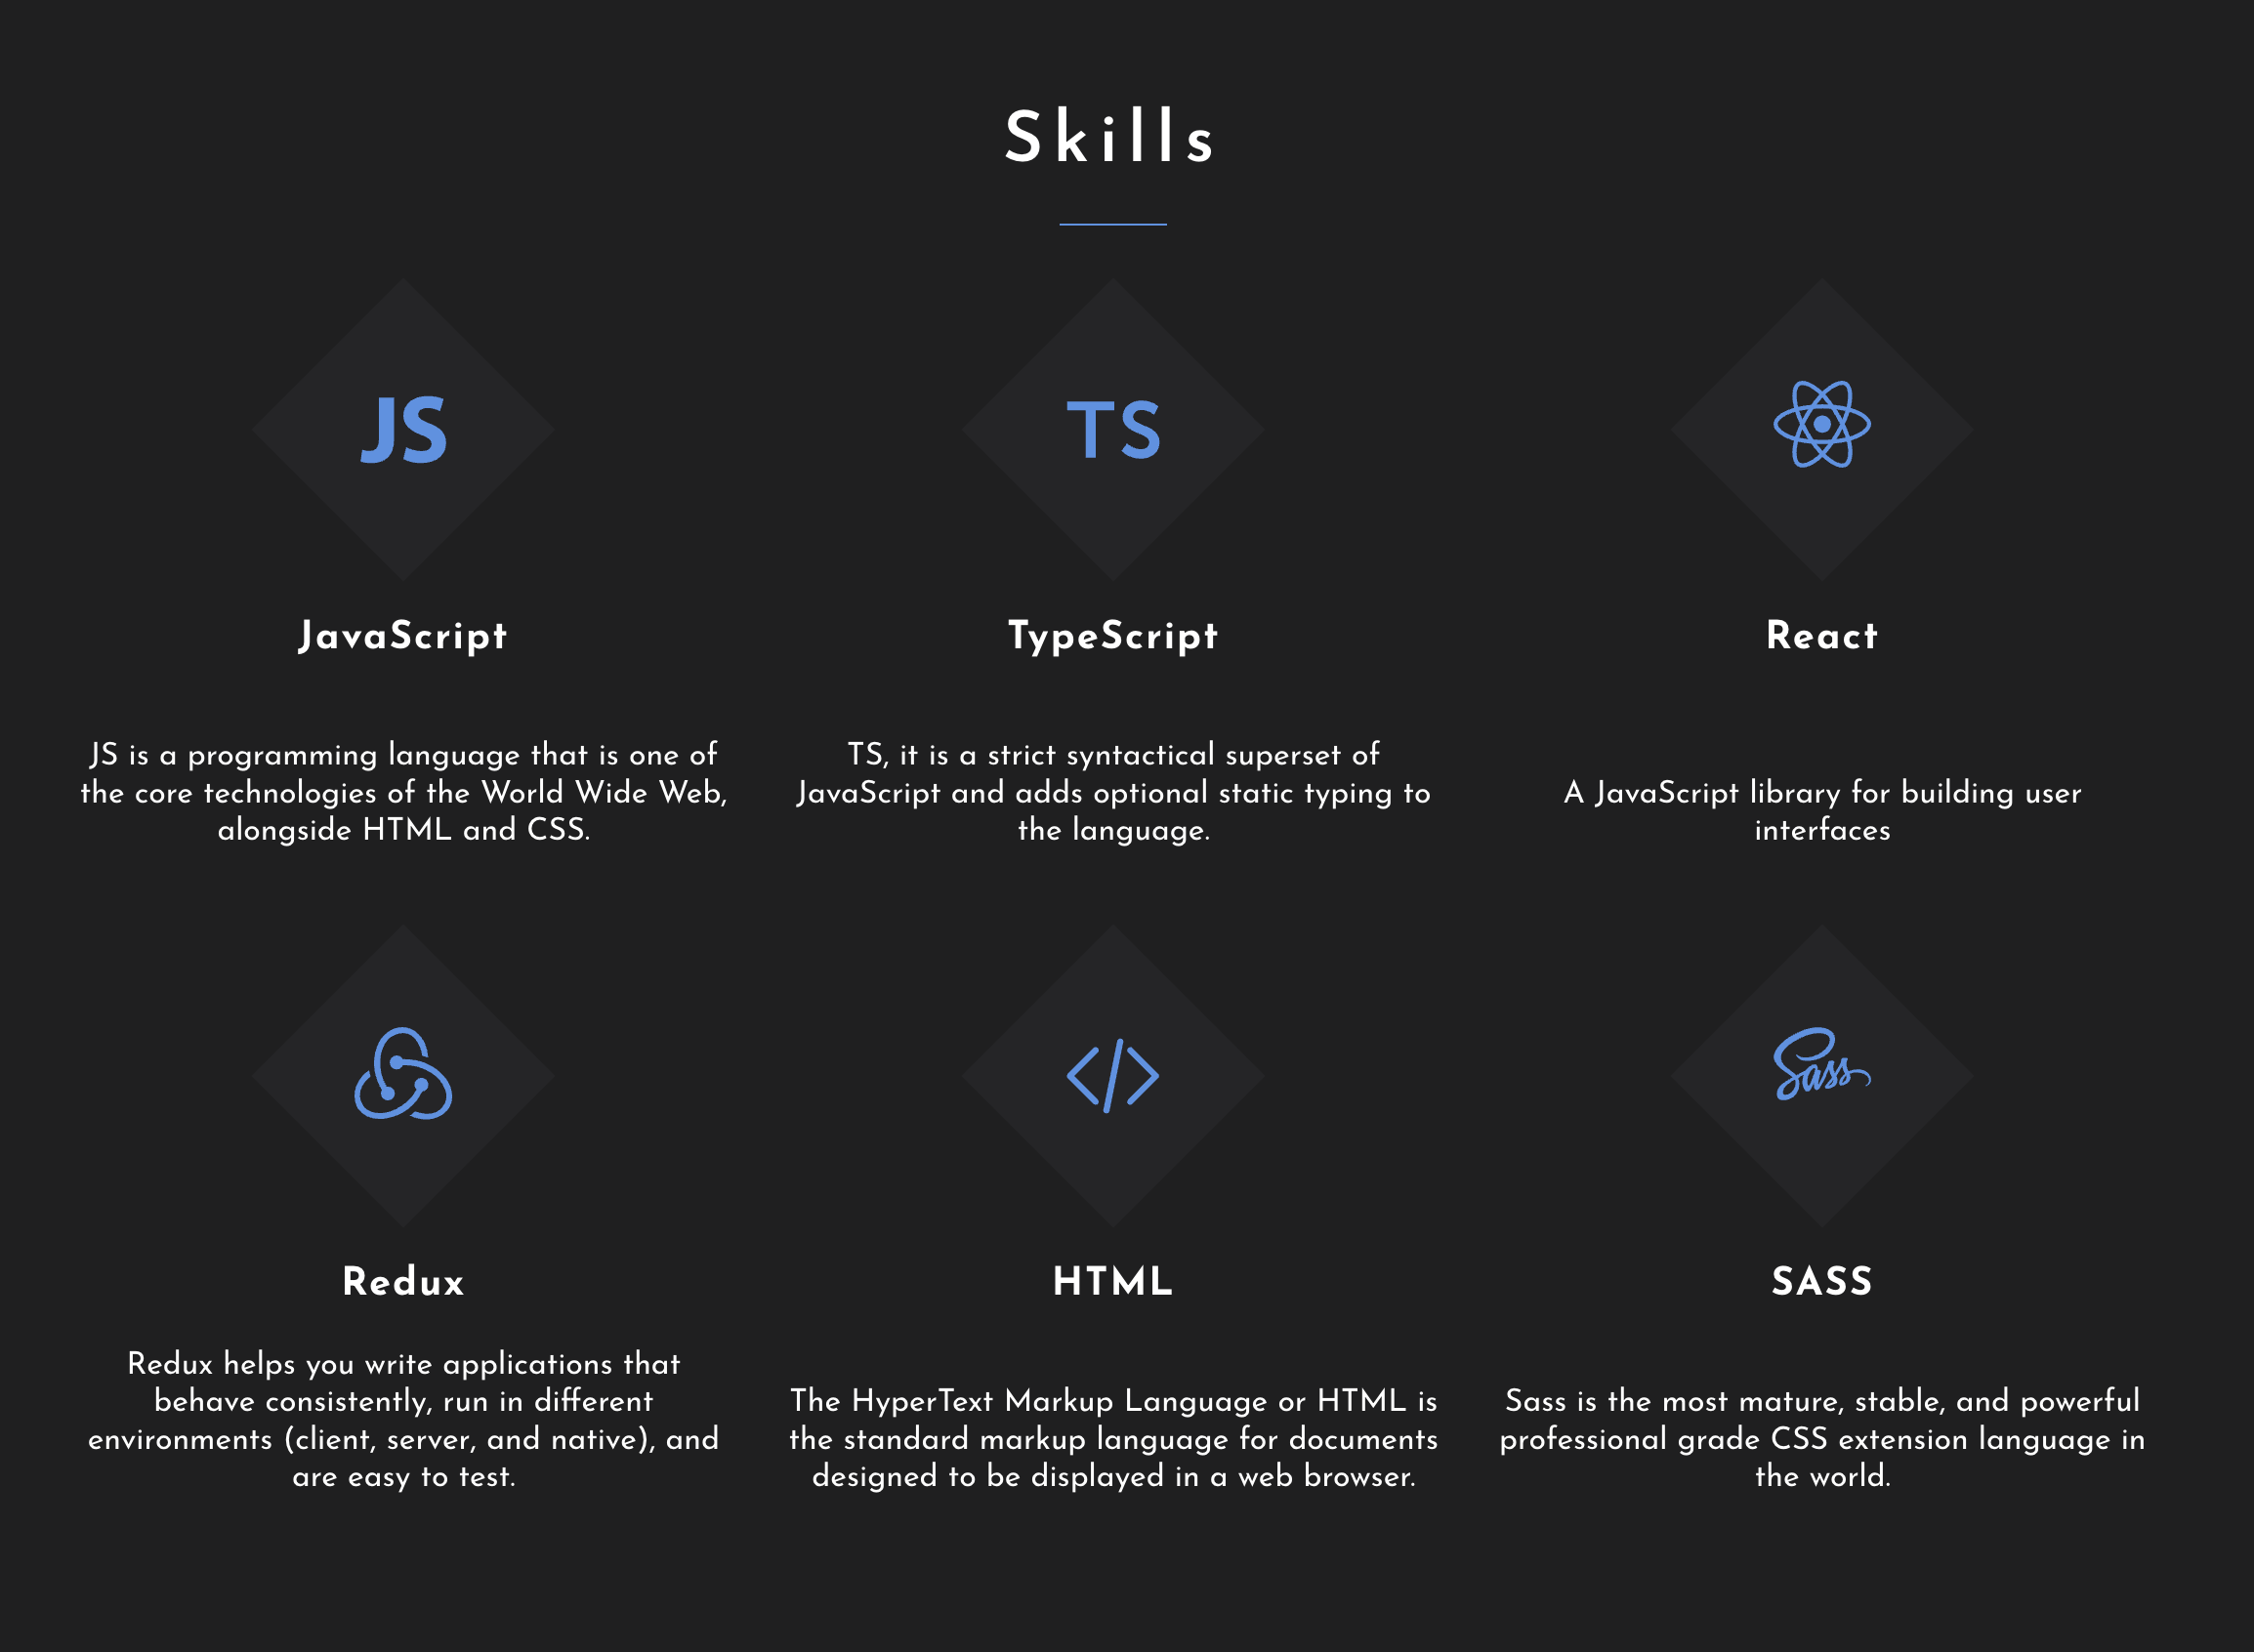 Skills
JS
TS
JavaScript
TypeScript
React
JS is a programming language that is one of
the core technologies of the World Wide Web,
alongside HTML and CSS.
TS, it is a strict syntactical superset of
JavaScript and adds optional static typing to
the language.
A JavaScript library for building user
interfaces
</>
Sass
Redux
HTML
SASS
Redux helps you write applications that
behave consistently, run in different
environments (client, server, and native), and
are easy to test.
The HyperText Markup Language or HTML is
the standard markup language for documents
designed to be displayed in a web browser.
Sass is the most mature, stable, and powerful
professional grade CSS extension language in
the world.